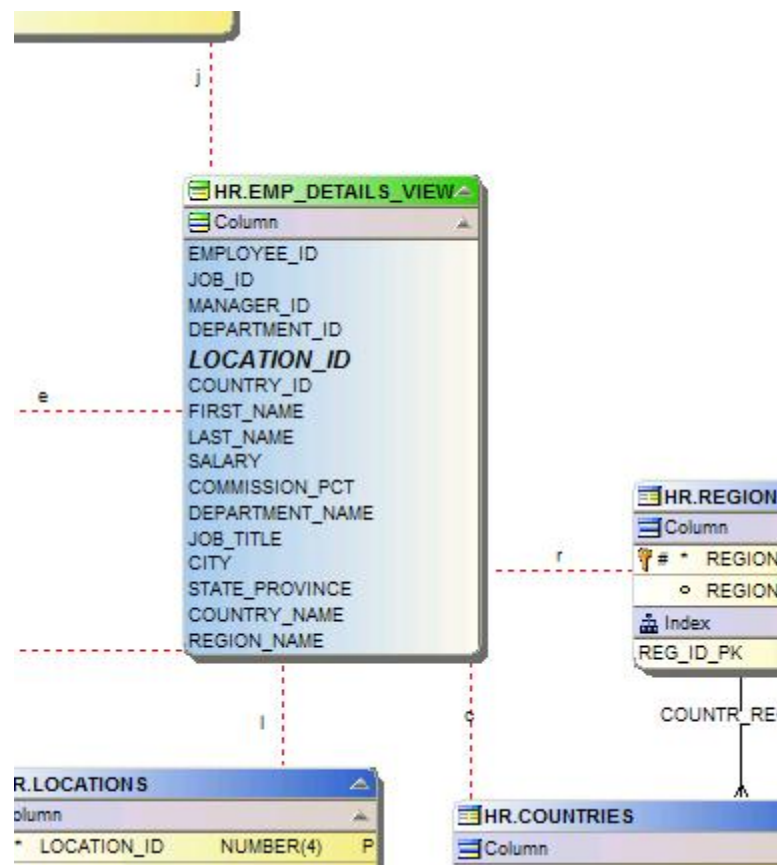 j
HR.EMP_DETAILS_VIEW
Column
EMPLOYEE_ID
JOB_ID
MANAGER_ID
DEPARTMENT_ID
LOCATION_ID
COUNTRY_ID
e
FIRST_NAME
LAST_NAME
SALARY
COMMISSION_PCT
DEPARTMENT_NAME
JOB_TITLE
CITY
STATE_PROVINCE
COUNTRY_NAME
REGION_NAME
r
HR.REGION
Column
# * REGION
REGION
Index
REG_ID_PK
COUNTR_RE
l
c
R.LOCATIONS
olumn
* LOCATION_ID NUMBER(4) P
HR.COUNTRIES
Column